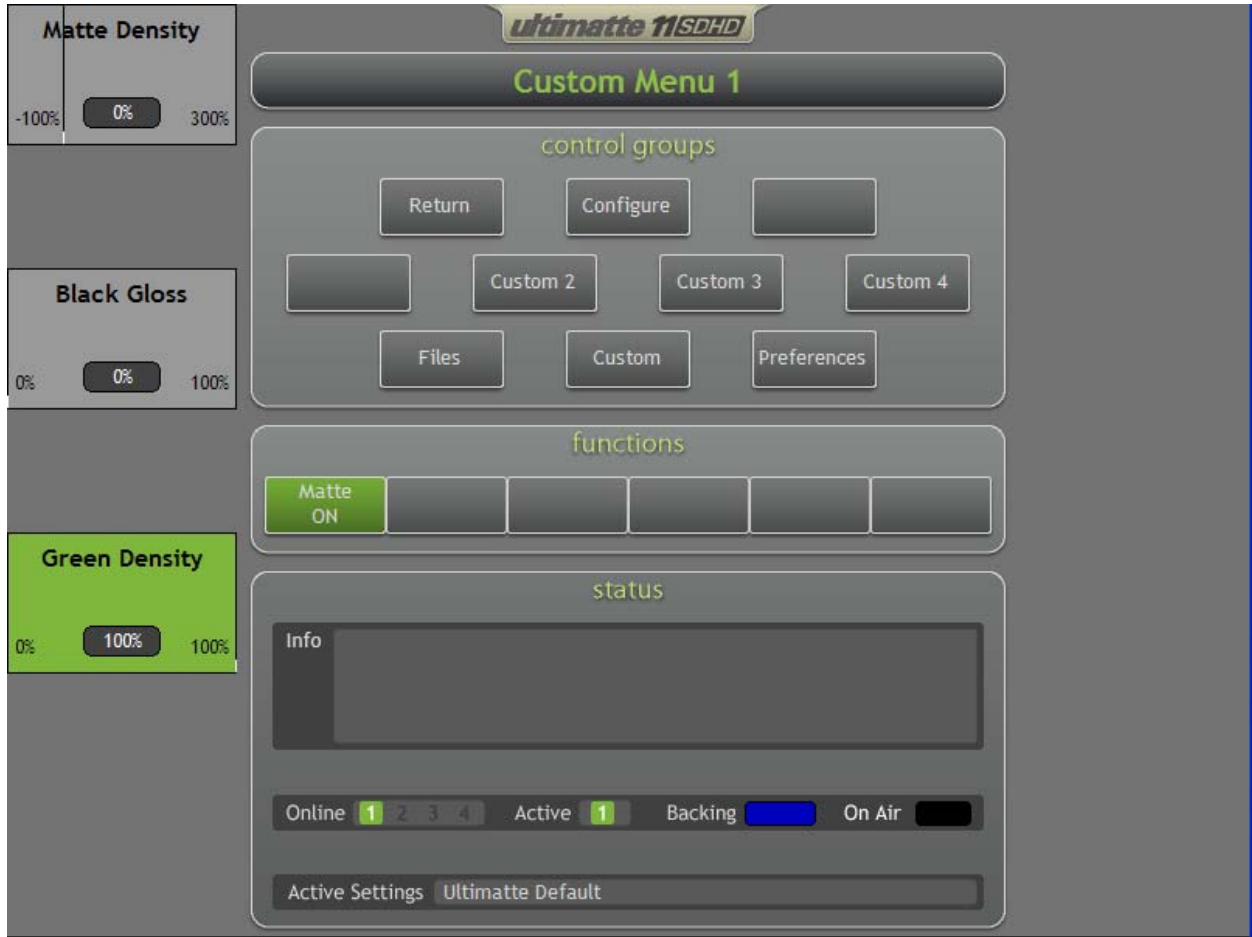 ultimatte 11 SDHD
Custom Menu 1
Matte Density
-100% 0% 300%
Black Gloss
0% 0% 100%
Green Density
0% 100% 100%
control groups
Return Configure
Custom 2 Custom 3 Custom 4
Files Custom Preferences
functions
Matte
ON
status
Info
Online 1 2 3 4 Active 1 Backing On Air
Active Settings Ultimatte Default